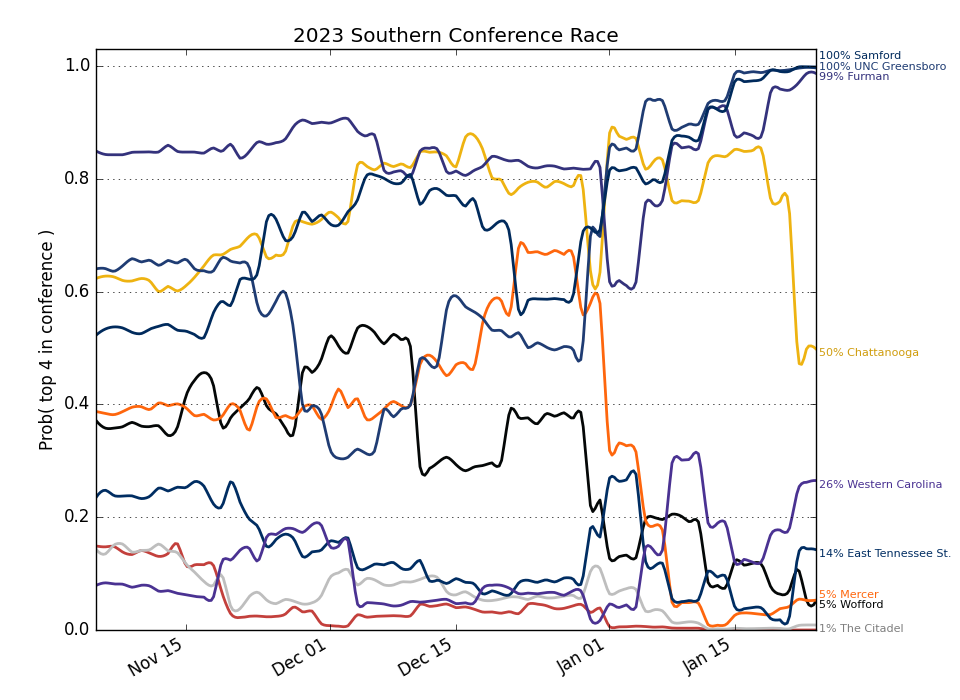 2023 Southern Conference Race
Prob( top 4 in conference )
1.0
0.8
0.6
0.4
0.2
0.0
Nov 15
Dec 01
Dec 15
Jan 01
Jan 15
100% Samford
100% UNC Greensboro
99% Furman
50% Chattanooga
26% Western Carolina
14% East Tennessee St.
5% Mercer
5% Wofford
1% The Citadel